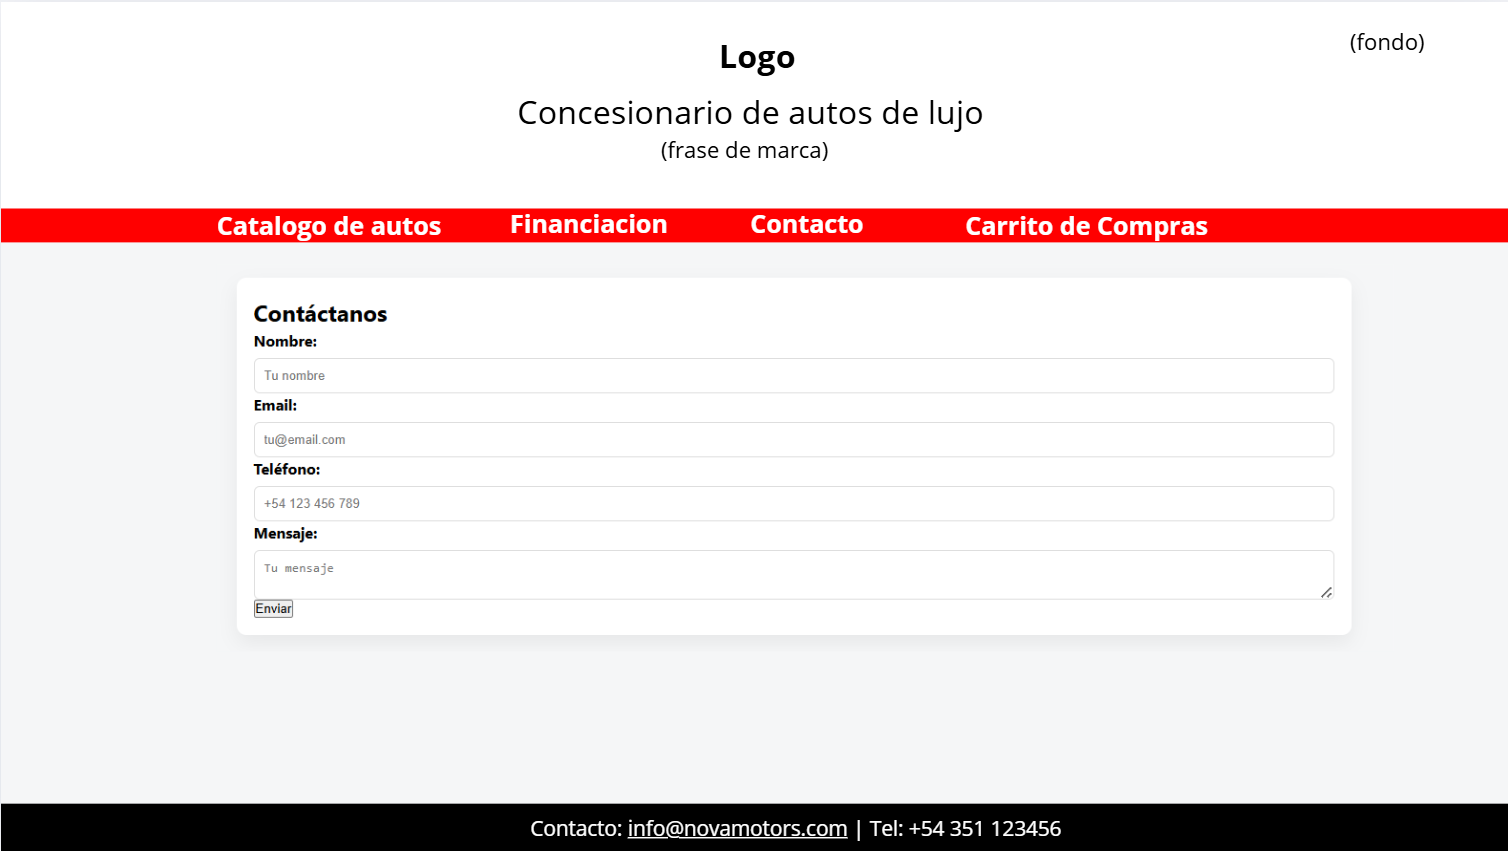 (fondo)
Logo
Concesionario de autos de lujo
(frase de marca)
Catalogo de autos Financiacion Contacto Carrito de Compras
Contáctanos
Nombre:
Tu nombre
Email:
tu@email.com
Teléfono:
+54 123 456 789
Mensaje:
Tu mensaje
Enviar
Contacto: info@novamotors.com | Tel: +54 351 123456